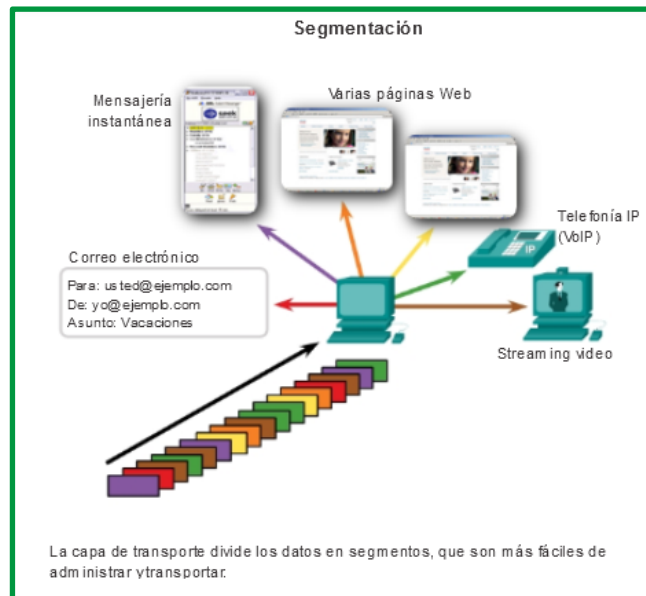 Segmentación
Mensajería
instantánea
Varias páginas Web
Telefonía IP
(VoIP)
IP
Correo electrónico
Para: usted@ejemplo.com
De: yo@ejemplo.com
Asunto: Vacaciones
Streaming video
La capa de transporte divide los datos en segmentos, que son más fáciles de
administrar y transportar.